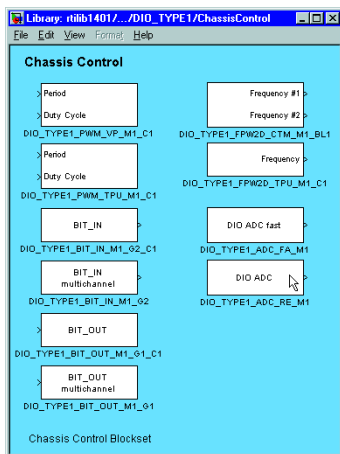 Library: rtilib1401/.../DIO_TYPE1/ChassisControl
File Edit View Format Help
Chassis Control
Period
Duty Cycle
DIO_TYPE1_PWM_VP_M1_C1
Frequency #1
Frequency #2
DIO_TYPE1_FPW2D_CTM_M1_BL1
Period
Duty Cycle
DIO_TYPE1_PWM_TPU_M1_C1
Frequency
DIO_TYPE1_FPW2D_TPU_M1_C1
BIT_IN
DIO_TYPE1_BIT_IN_M1_G2_C1
DIO ADC fast
DIO_TYPE1_ADC_FA_M1
BIT_IN
multichannel
DIO_TYPE1_BIT_IN_M1_G2
DIO ADC
DIO_TYPE1_ADC_RE_M1
BIT_OUT
DIO_TYPE1_BIT_OUT_M1_G1_C1
BIT_OUT
multichannel
DIO_TYPE1_BIT_OUT_M1_G1
Chassis Control Blockset